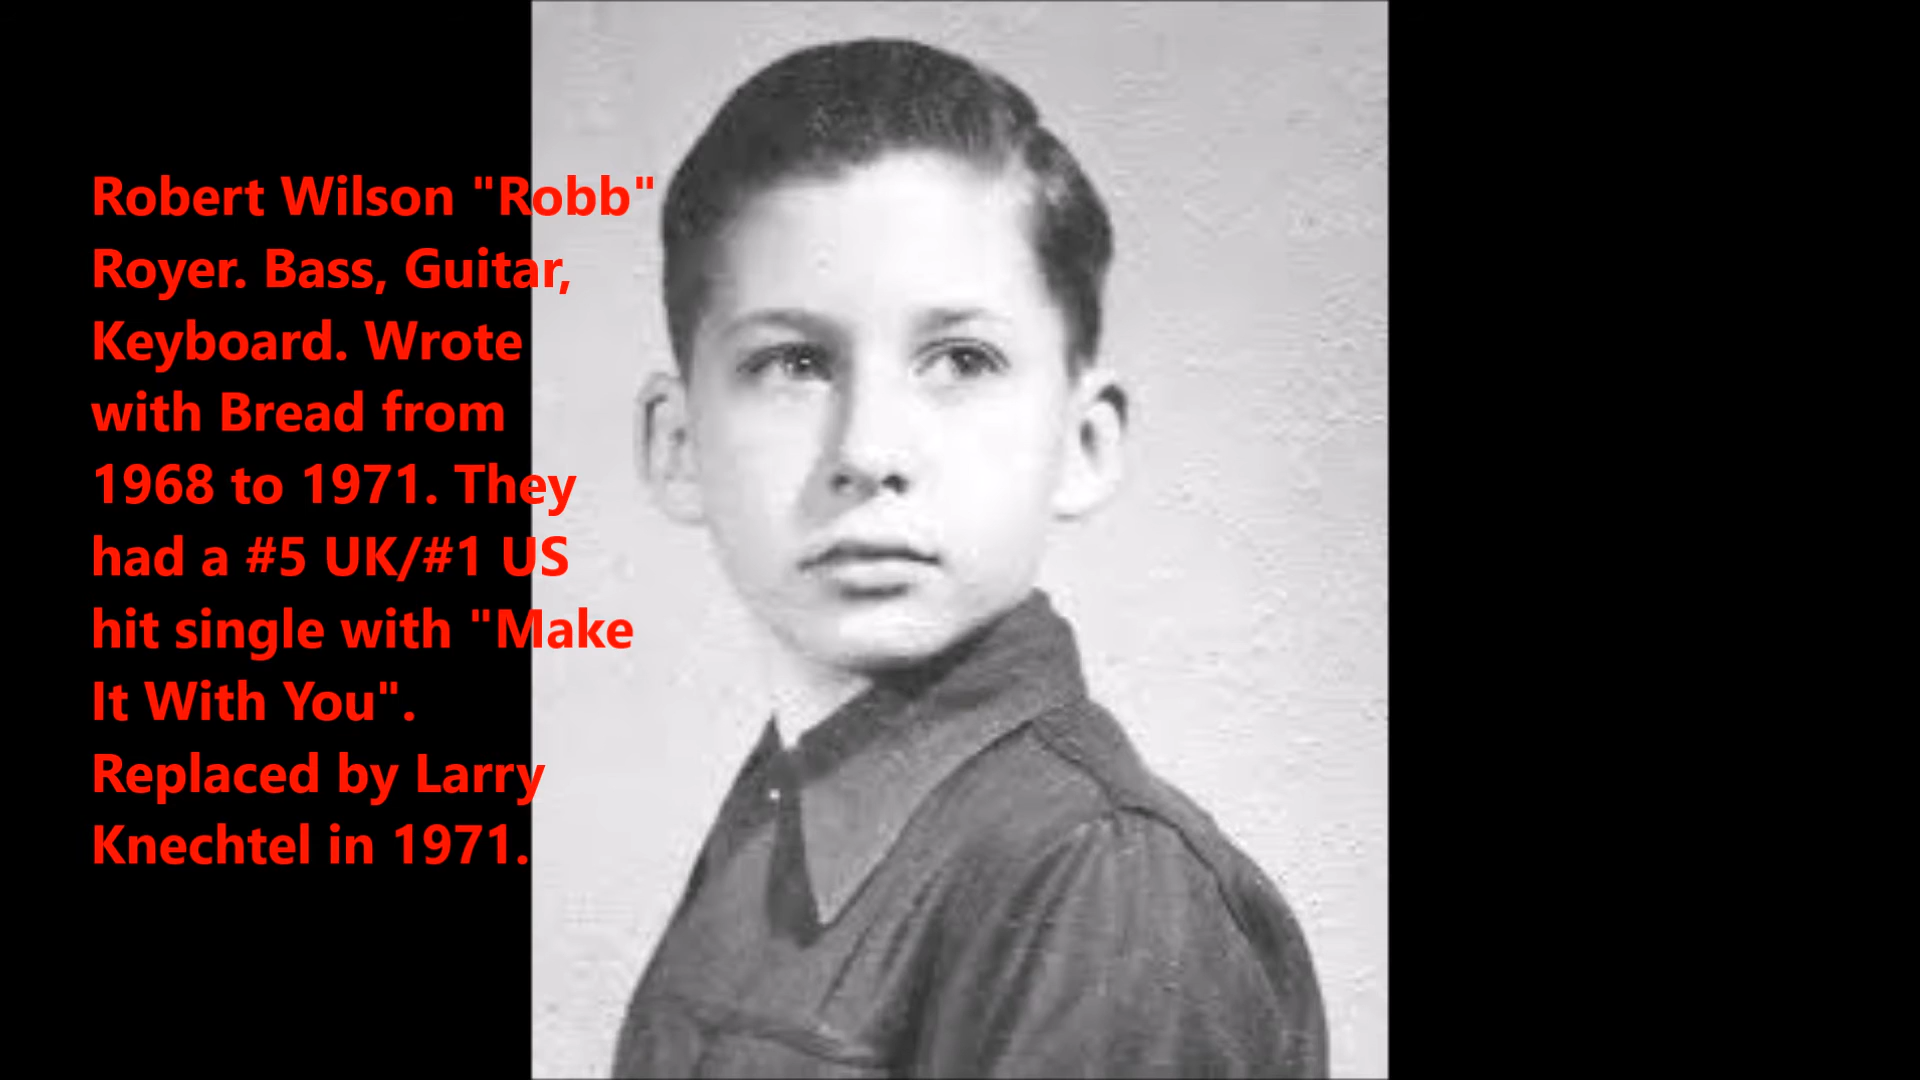 Robert Wilson "Robb"
Royer. Bass, Guitar,
Keyboard. Wrote
with Bread from
1968 to 1971. They
had a #5 UK/#1 US
hit single with "Make
It With You".
Replaced by Larry
Knechtel in 1971.